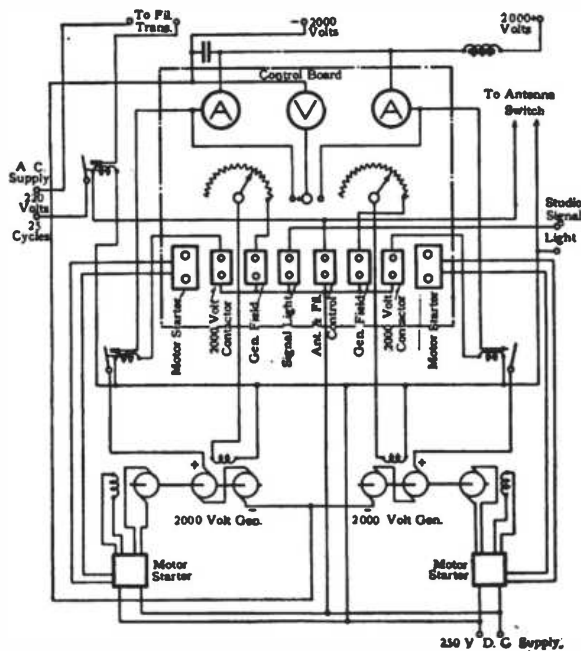 To Fil.
Trans.
- 2000
Volts
2000+
Volts
Control Board
A
V
A
To Antenna
Switch
A. C.
Supply
220
Volts
25
Cycles
Studio
Signal
Light
Motor Starter
2000 Volt
Contactor
Gen. Field
Signal Light
Ant. & Fil.
Control
Gen. Field
2000 Volt
Contactor
Motor Starter
+
+
-
-
2000 Volt Gen.
2000 Volt Gen.
Motor
Starter
Motor
Starter
250 V D. C. Supply